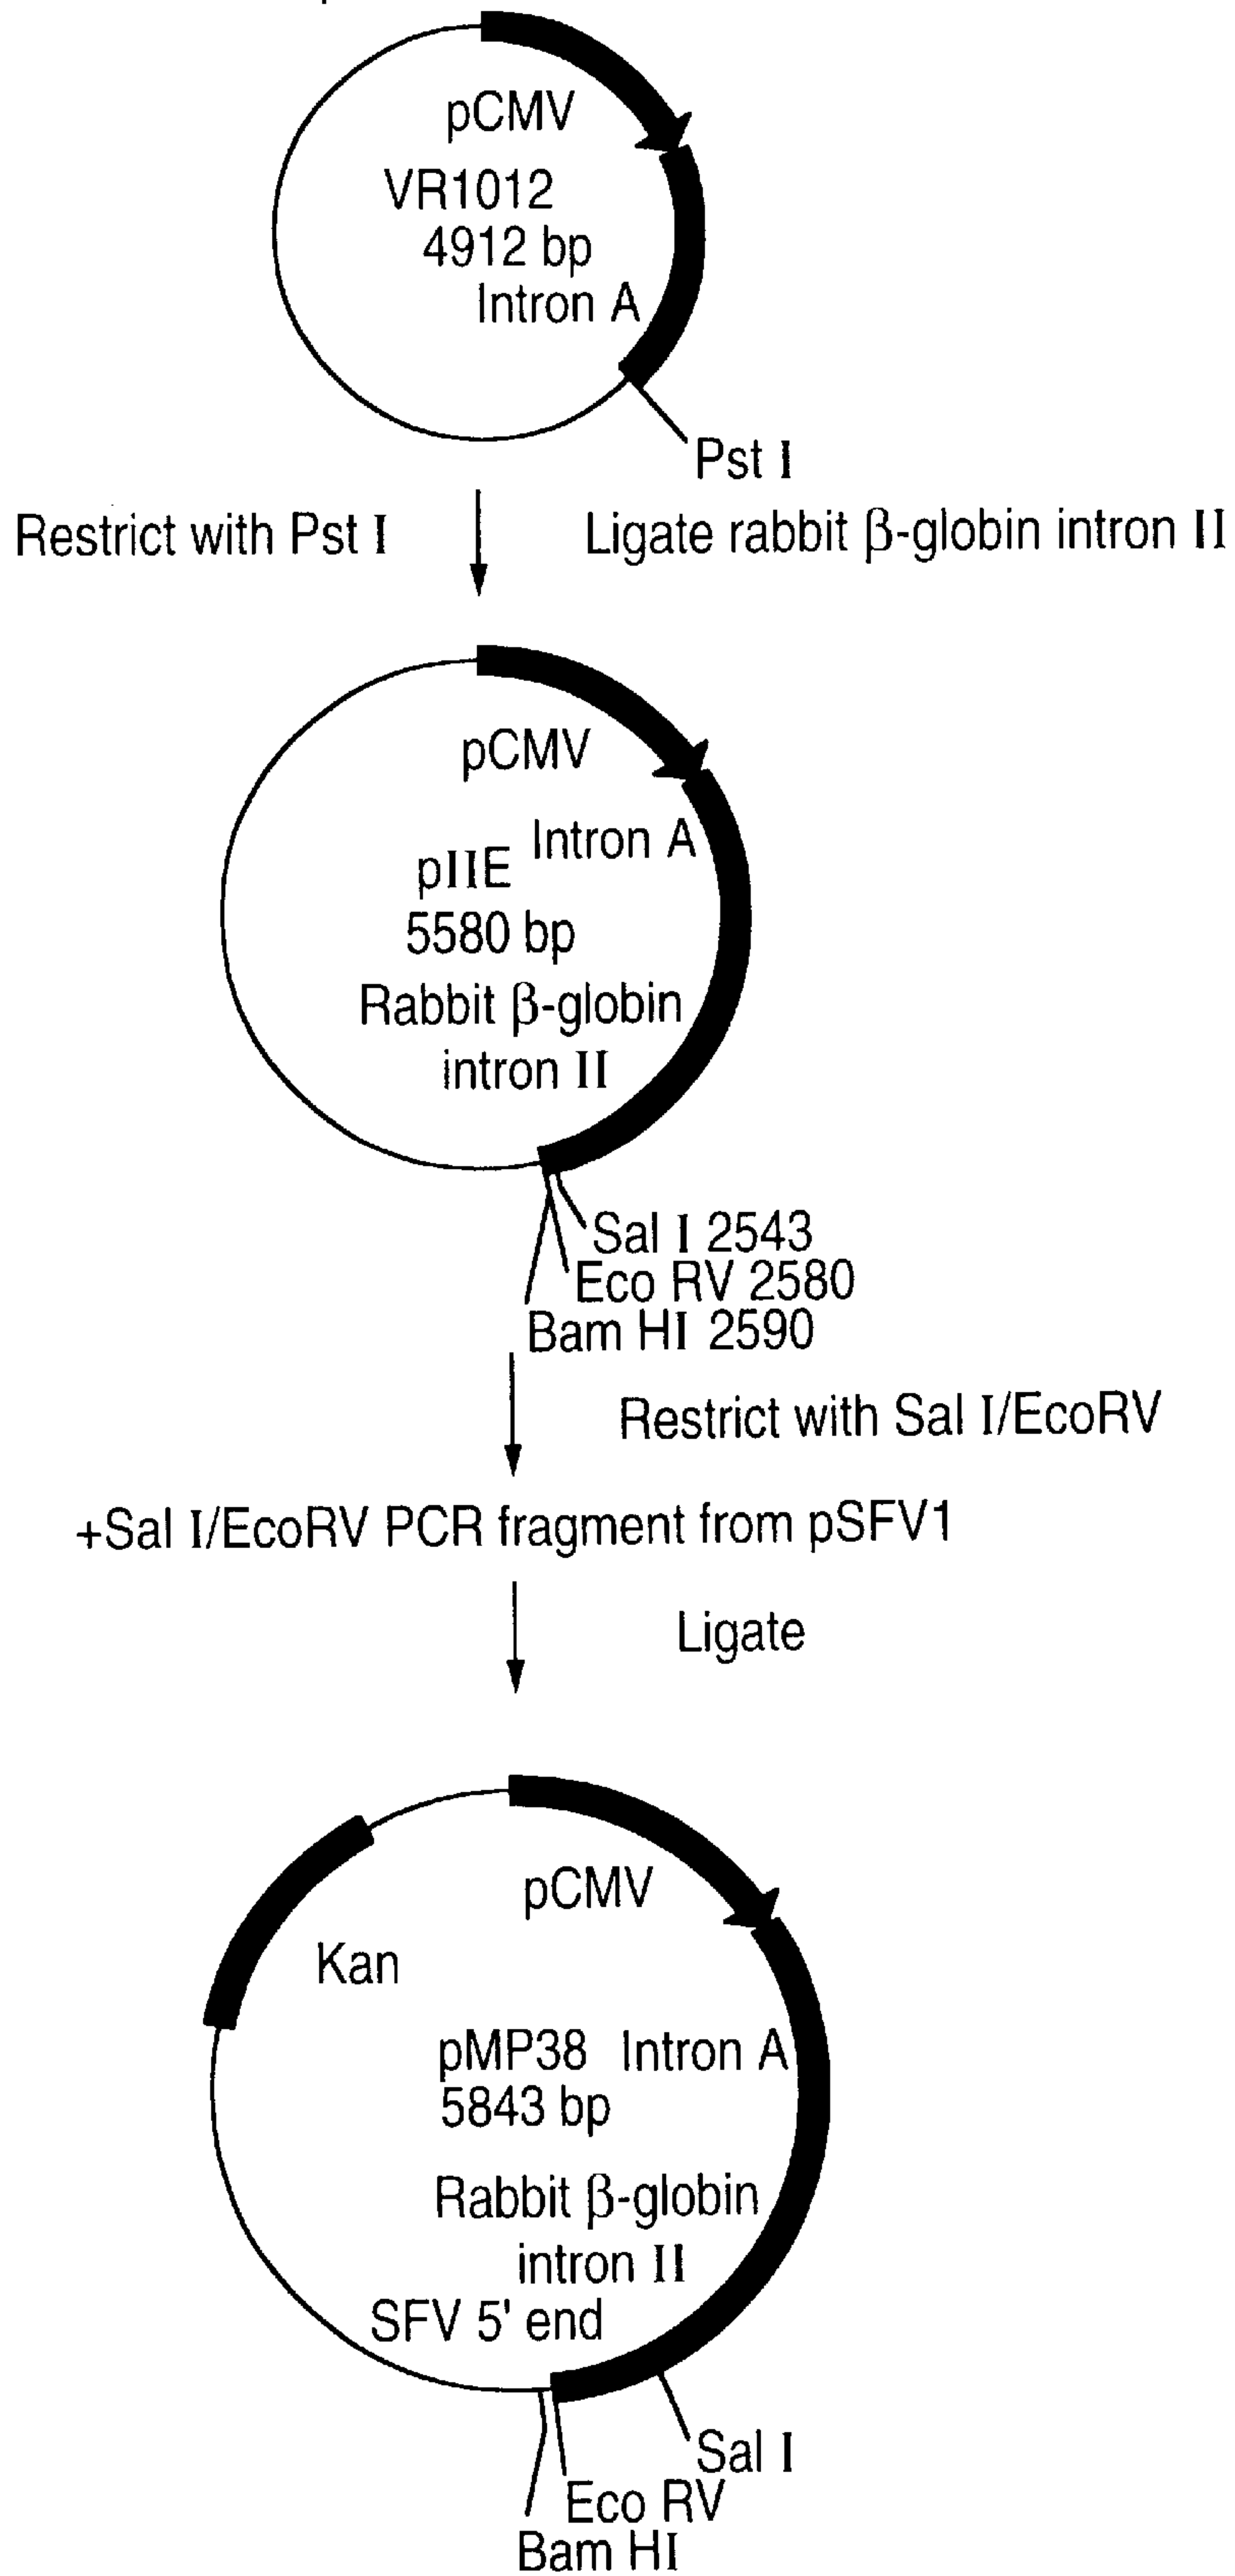 pCMV
VR1012
4912 bp
Intron A
Pst I
Restrict with Pst I
Ligate rabbit β-globin intron II
pCMV
Intron A
pIIE
5580 bp
Rabbit β-globin
intron II
Sal I 2543
Eco RV 2580
Bam HI 2590
Restrict with Sal I/EcoRV
+Sal I/EcoRV PCR fragment from pSFV1
Ligate
pCMV
Kan
pMP38 Intron A
5843 bp
Rabbit β-globin
intron II
SFV 5' end
Sal I
Eco RV
Bam HI